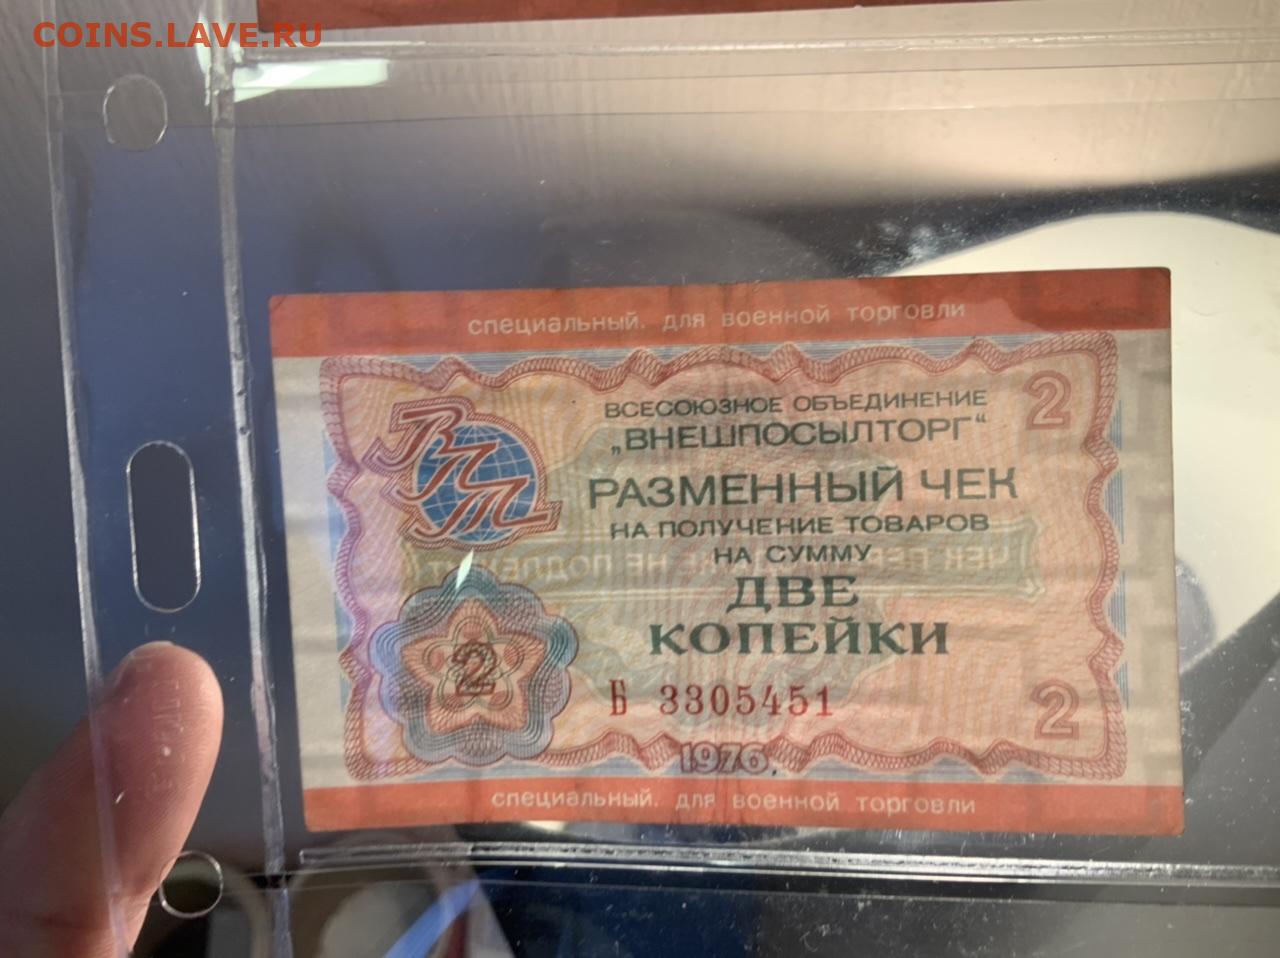 COINS.LAVE.RU
специальный. для военной торговли
ВПТ
ВСЕСОЮЗНОЕ ОБЪЕДИНЕНИЕ
„ВНЕШПОСЫЛТОРГ“
2
РАЗМЕННЫЙ ЧЕК
НА ПОЛУЧЕНИЕ ТОВАРОВ
НА СУММУ
ДВЕ
КОПЕЙКИ
2
Б 3305451
2
1976
специальный. для военной торговли